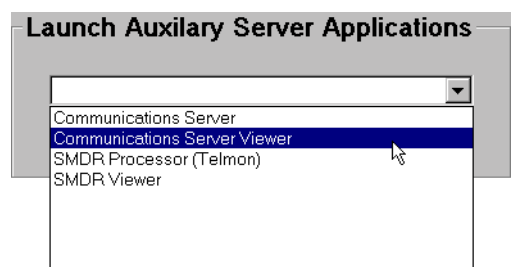 Launch Auxilary Server Applications
Communications Server
Communications Server Viewer
SMDR Processor (Telmon)
SMDR Viewer